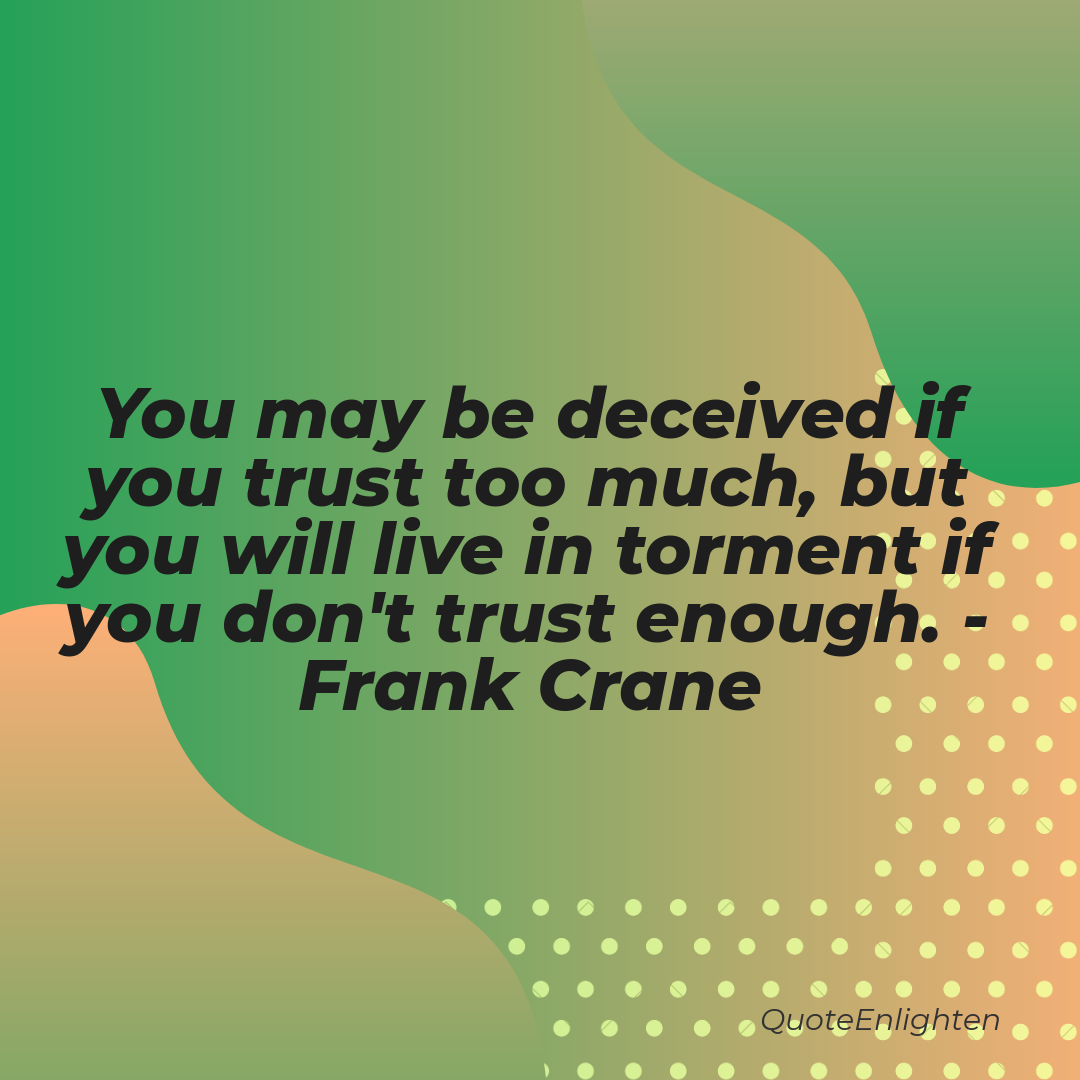 You may be deceived if
you trust too much, but
you will live in torment if
you don't trust enough. -
Frank Crane
QuoteEnlighten